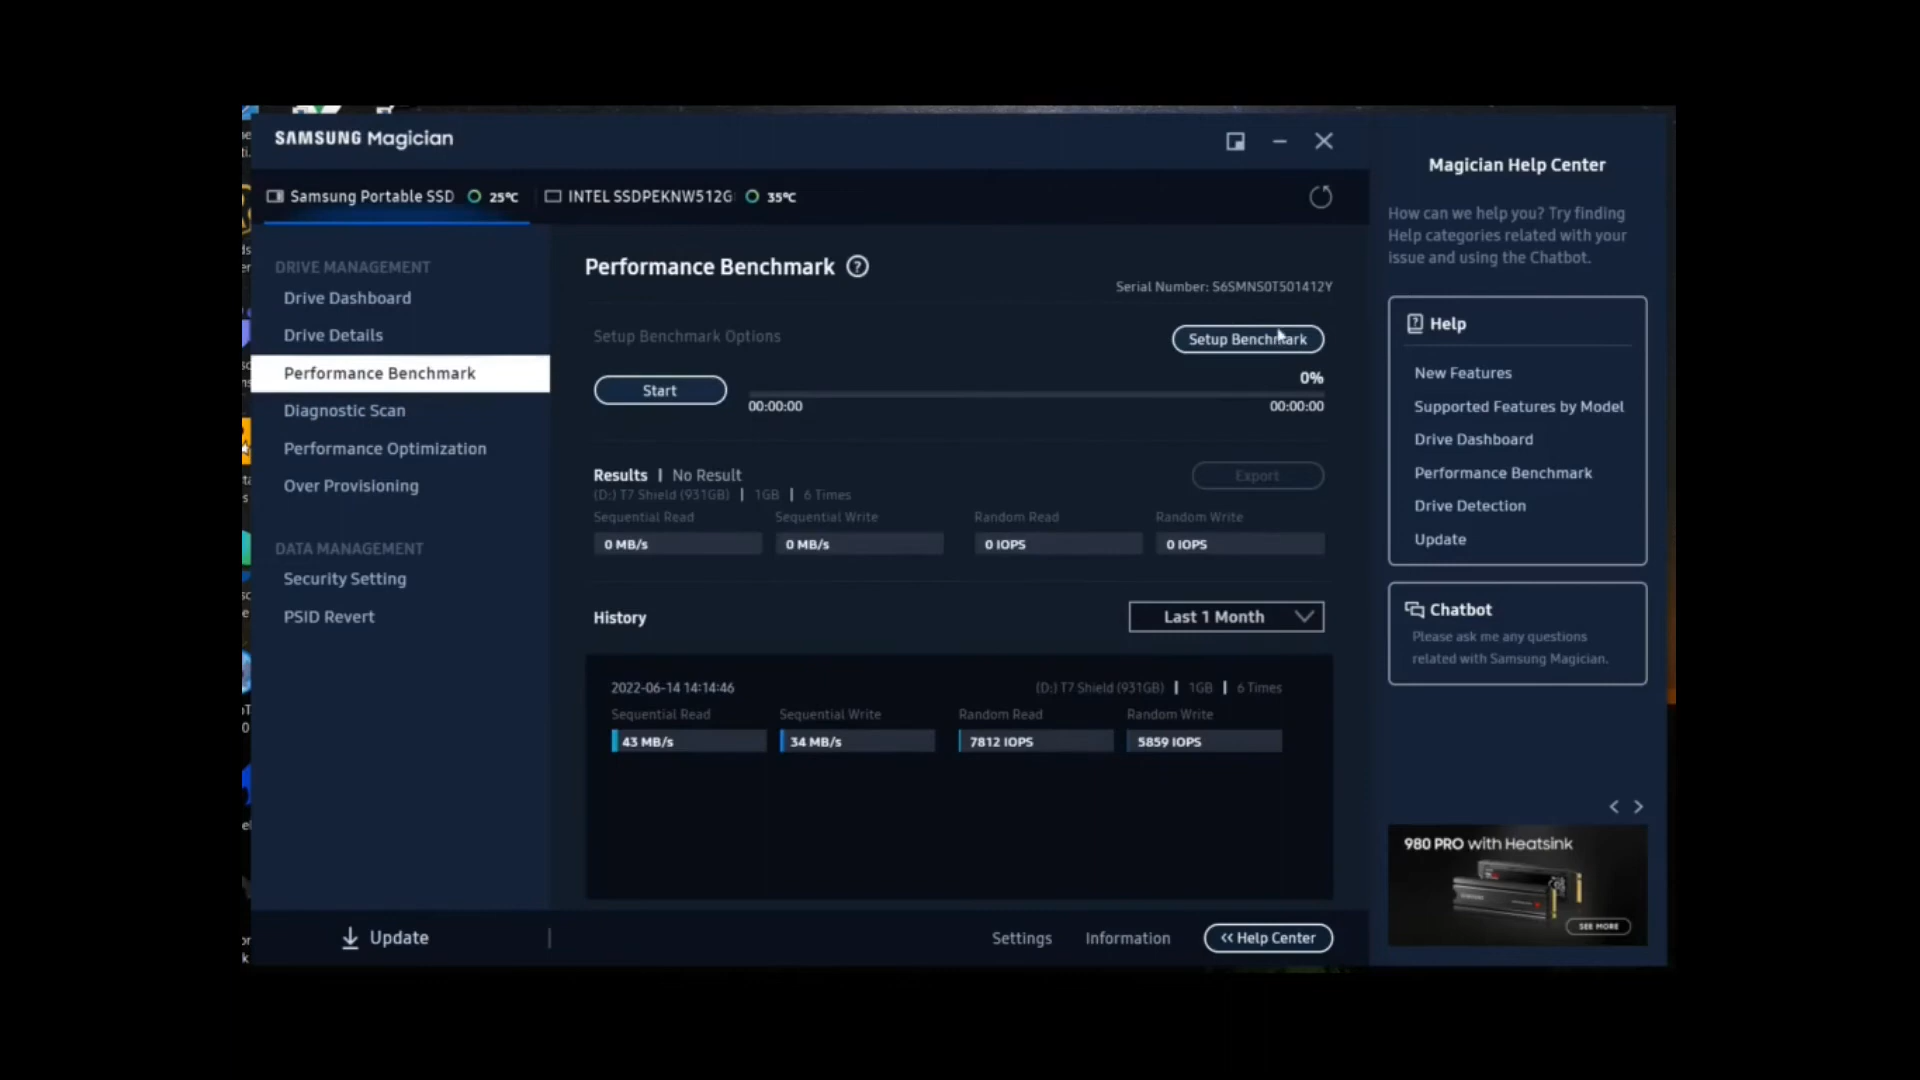 SAMSUNG Magician
Samsung Portable SSD 25℃ INTEL SSDPEKNW512G 35℃
DRIVE MANAGEMENT
Drive Dashboard
Drive Details
Performance Benchmark
Diagnostic Scan
Performance Optimization
Over Provisioning
DATA MANAGEMENT
Security Setting
PSID Revert
Performance Benchmark ?
Serial Number: S6SMNS0T501412Y
Setup Benchmark Options
Setup Benchmark
Start
0%
00:00:00 00:00:00
Results | No Result
Export
(D:) T7 Shield (931GB) | 1GB | 6 Times
Sequential Read Sequential Write Random Read Random Write
0 MB/s 0 MB/s 0 IOPS 0 IOPS
History
Last 1 Month
2022-06-14 14:14:46 (D:) T7 Shield (931GB) | 1GB | 6 Times
Sequential Read Sequential Write Random Read Random Write
43 MB/s 34 MB/s 7812 IOPS 5859 IOPS
Update
Settings Information << Help Center
Magician Help Center
How can we help you? Try finding
Help categories related with your
issue and using the Chatbot.
Help
New Features
Supported Features by Model
Drive Dashboard
Performance Benchmark
Drive Detection
Update
Chatbot
Please ask me any questions
related with Samsung Magician.
980 PRO with Heatsink
SEE MORE